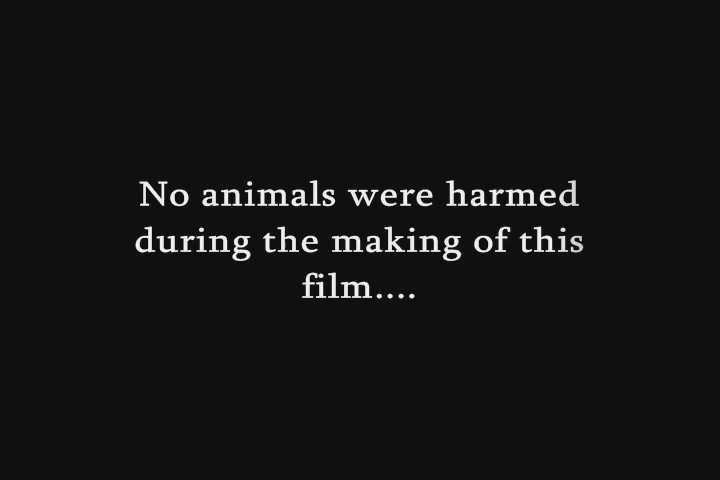 No animals were harmed
during the making of this
film....